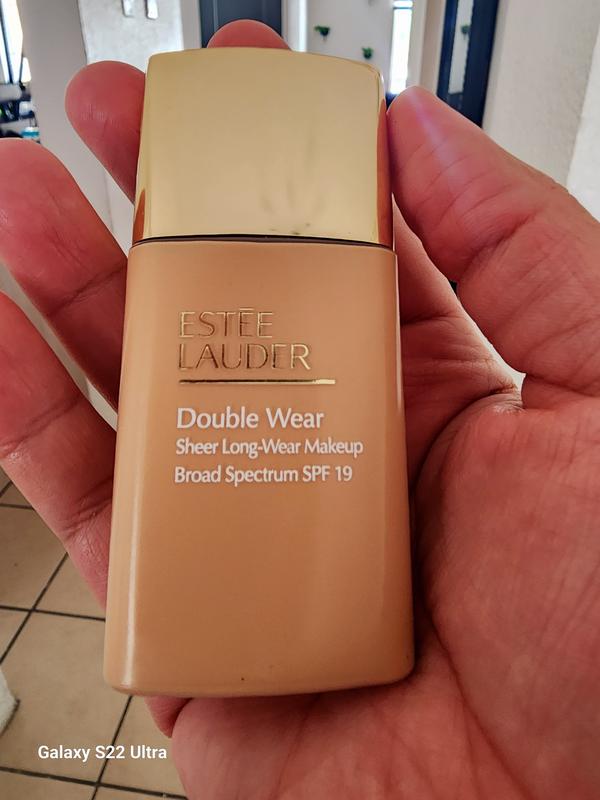 ESTĒE
LAUDER
Double Wear
Sheer Long-Wear Makeup
Broad Spectrum SPF 19
Galaxy S22 Ultra